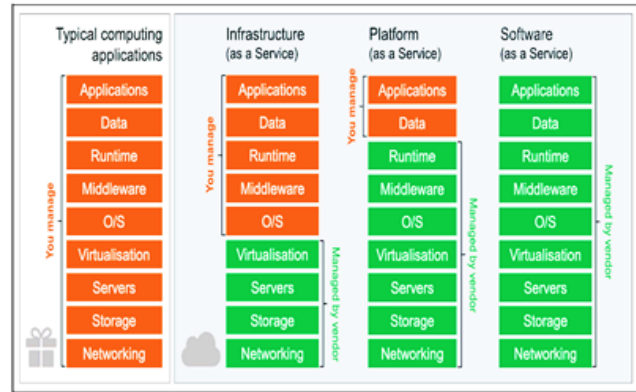 Typical computing
applications
You manage
Applications
Data
Runtime
Middleware
O/S
Virtualisation
Servers
Storage
Networking
Infrastructure
(as a Service)
You manage
Applications
Data
Runtime
Middleware
O/S
Virtualisation
Servers
Storage
Networking
Managed by vendor
Platform
(as a Service)
You manage
Applications
Data
Runtime
Middleware
O/S
Virtualisation
Servers
Storage
Networking
Managed by vendor
Software
(as a Service)
Applications
Data
Runtime
Middleware
O/S
Virtualisation
Servers
Storage
Networking
Managed by vendor